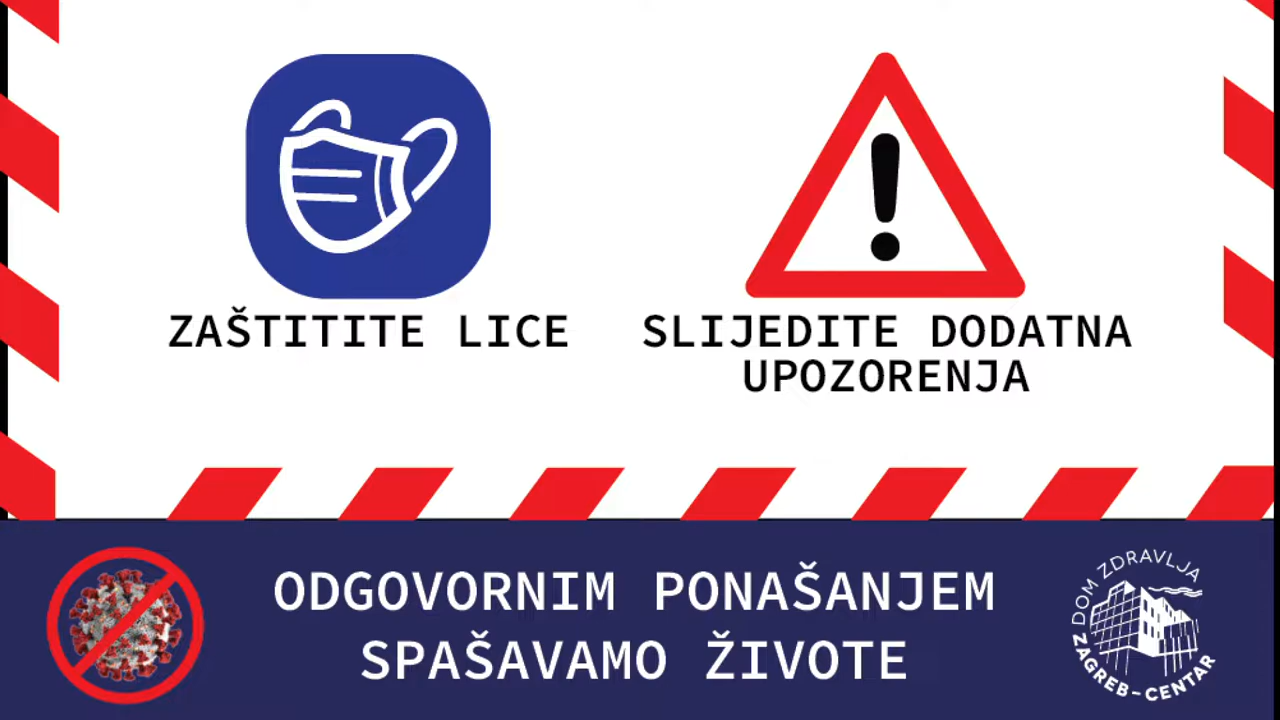 ZAŠTITITE LICE
SLIJEDITE DODATNA
UPOZORENJA
ODGOVORNIM PONAŠANJEM
SPAŠAVAMO ŽIVOTE
DOM ZDRAVLJA
ZAGREB-CENTAR